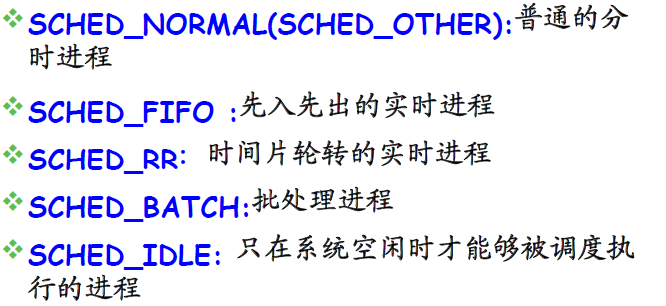 SCHED_NORMAL(SCHED_OTHER):普通的分
时进程
SCHED_FIFO :先入先出的实时进程
SCHED_RR: 时间片轮转的实时进程
SCHED_BATCH:批处理进程
SCHED_IDLE: 只在系统空闲时才能够被调度执
行的进程